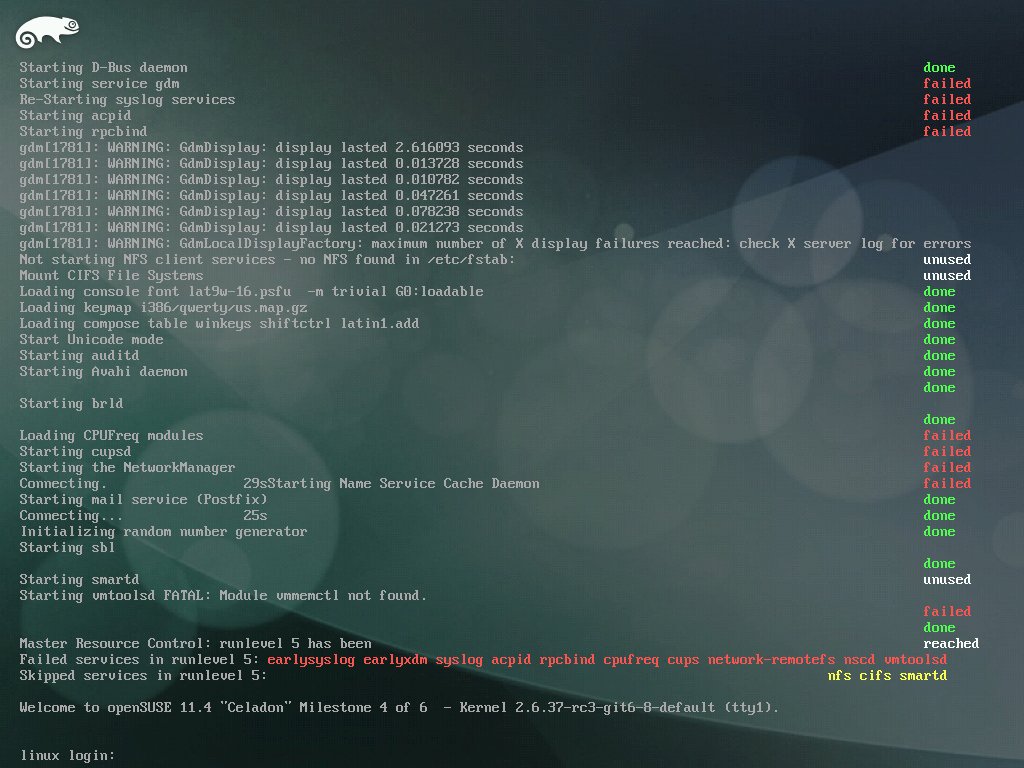 Starting D-Bus daemon done
Starting service gdm failed
Re-Starting syslog services failed
Starting acpid failed
Starting rpcbind failed
gdm[1781]: WARNING: GdmDisplay: display lasted 2.616093 seconds
gdm[1781]: WARNING: GdmDisplay: display lasted 0.013728 seconds
gdm[1781]: WARNING: GdmDisplay: display lasted 0.010782 seconds
gdm[1781]: WARNING: GdmDisplay: display lasted 0.047261 seconds
gdm[1781]: WARNING: GdmDisplay: display lasted 0.078238 seconds
gdm[1781]: WARNING: GdmDisplay: display lasted 0.021273 seconds
gdm[1781]: WARNING: GdmLocalDisplayFactory: maximum number of X display failures reached: check X server log for errors
Not starting NFS client services - no NFS found in /etc/fstab: unused
Mount CIFS File Systems unused
Loading console font lat9w-16.psfu  -m trivial G0:loadable done
Loading keymap i386/qwerty/us.map.gz done
Loading compose table winkeys shiftctrl latin1.add done
Start Unicode mode done
Starting auditd done
Starting Avahi daemon done
done
Starting brld
done
Loading CPUFreq modules failed
Starting cupsd failed
Starting the NetworkManager failed
Connecting. 29sStarting Name Service Cache Daemon failed
Starting mail service (Postfix) done
Connecting... 25s done
Initializing random number generator done
Starting sbl
done
Starting smartd unused
Starting vmtoolsd FATAL: Module vmmemctl not found.
failed
done
Master Resource Control: runlevel 5 has been reached
Failed services in runlevel 5: earlysyslog earlyxdm syslog acpid rpcbind cpufreq cups network-remotefs nscd vmtoolsd
Skipped services in runlevel 5: nfs cifs smartd
Welcome to openSUSE 11.4 "Celadon" Milestone 4 of 6  - Kernel 2.6.37-rc3-git6-8-default (tty1).
linux login: